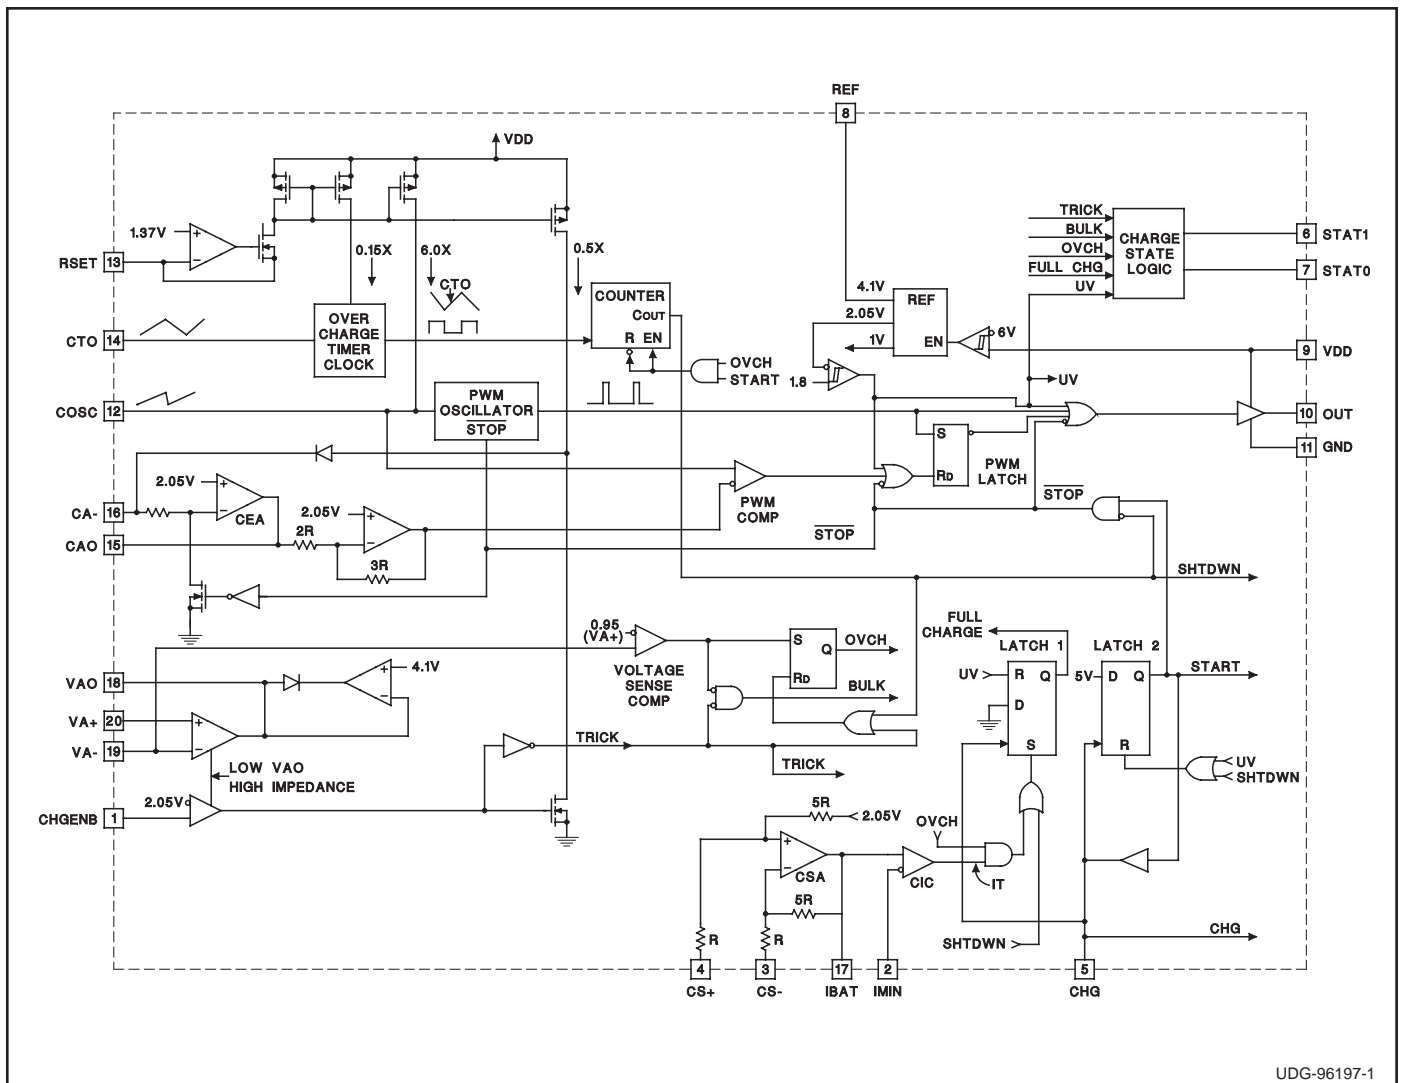 REF
8
VDD
1.37V
RSET 13
0.15X
6.0X
0.5X
CTO
OVER
CHARGE
TIMER
CLOCK
CTO 14
COUNTER
COUT
R EN
OVCH
START
4.1V
2.05V
1V
REF
EN
6V
1.8
TRICK
BULK
OVCH
FULL CHG
UV
CHARGE
STATE
LOGIC
6 STAT1
7 STAT0
9 VDD
UV
10 OUT
11 GND
COSC 12
PWM
OSCILLATOR
STOP
S
RD
PWM
LATCH
2.05V
CA- 16
CEA
CAO 15
2R
2.05V
3R
PWM
COMP
STOP
STOP
SHTDWN
0.95
(VA+)
VOLTAGE
SENSE
COMP
S
Q
RD
OVCH
BULK
FULL
CHARGE
LATCH 1
UV
R Q
D
S
LATCH 2
5V
D Q
R
START
UV
SHTDWN
VAO 18
4.1V
VA+ 20
VA- 19
LOW VAO
HIGH IMPEDANCE
TRICK
TRICK
2.05V
CHGENB 1
5R
2.05V
CSA
5R
R
R
OVCH
CIC
IT
SHTDWN
CHG
4
CS+
3
CS-
17
IBAT
2
IMIN
5
CHG
UDG-96197-1